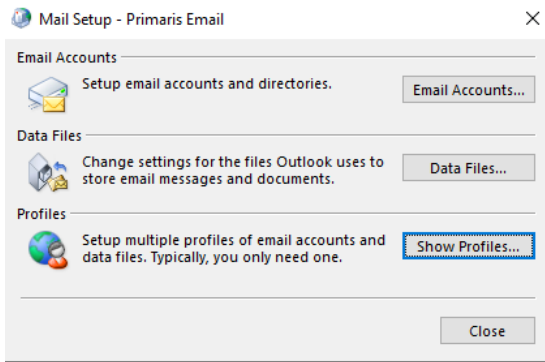 Mail Setup - Primaris Email
Email Accounts
Setup email accounts and directories.
Email Accounts...
Data Files
Change settings for the files Outlook uses to
store email messages and documents.
Data Files...
Profiles
Setup multiple profiles of email accounts and
data files. Typically, you only need one.
Show Profiles...
Close